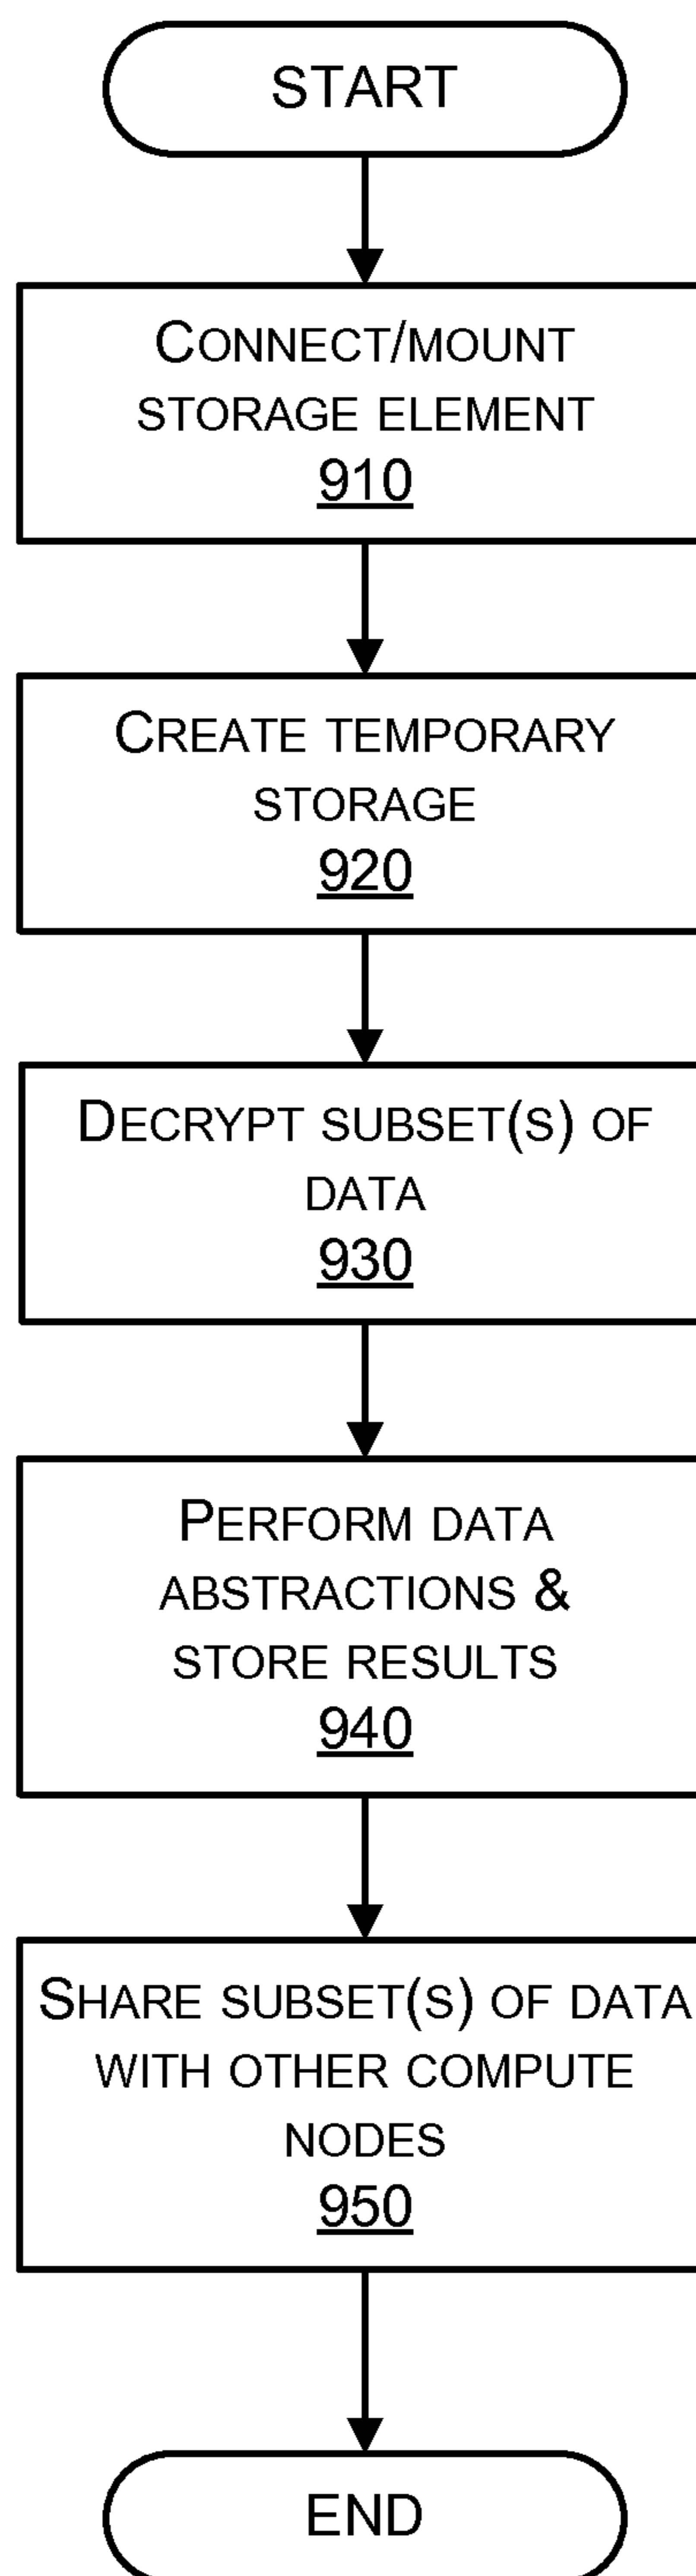 START
CONNECT/MOUNT
STORAGE ELEMENT
910
CREATE TEMPORARY
STORAGE
920
DECRYPT SUBSET(S) OF
DATA
930
PERFORM DATA
ABSTRACTIONS &
STORE RESULTS
940
SHARE SUBSET(S) OF DATA
WITH OTHER COMPUTE
NODES
950
END